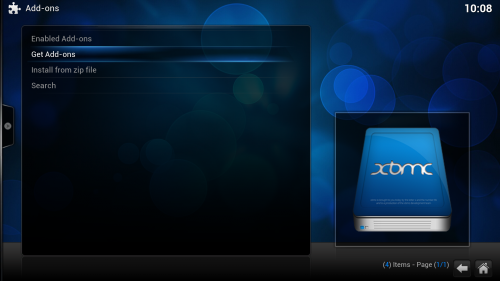 Add-ons
10:08
Enabled Add-ons
Get Add-ons
Install from zip file
Search
xbmc
(4) Items - Page (1/1)